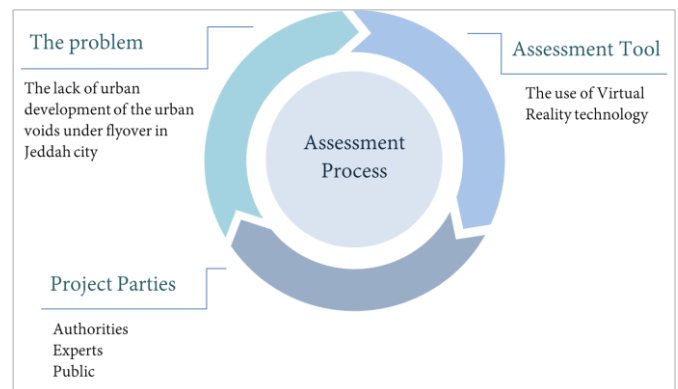 The problem
The lack of urban
development of the urban
voids under flyover in
Jeddah city
Assessment Tool
The use of Virtual
Reality technology
Assessment
Process
Project Parties
Authorities
Experts
Public